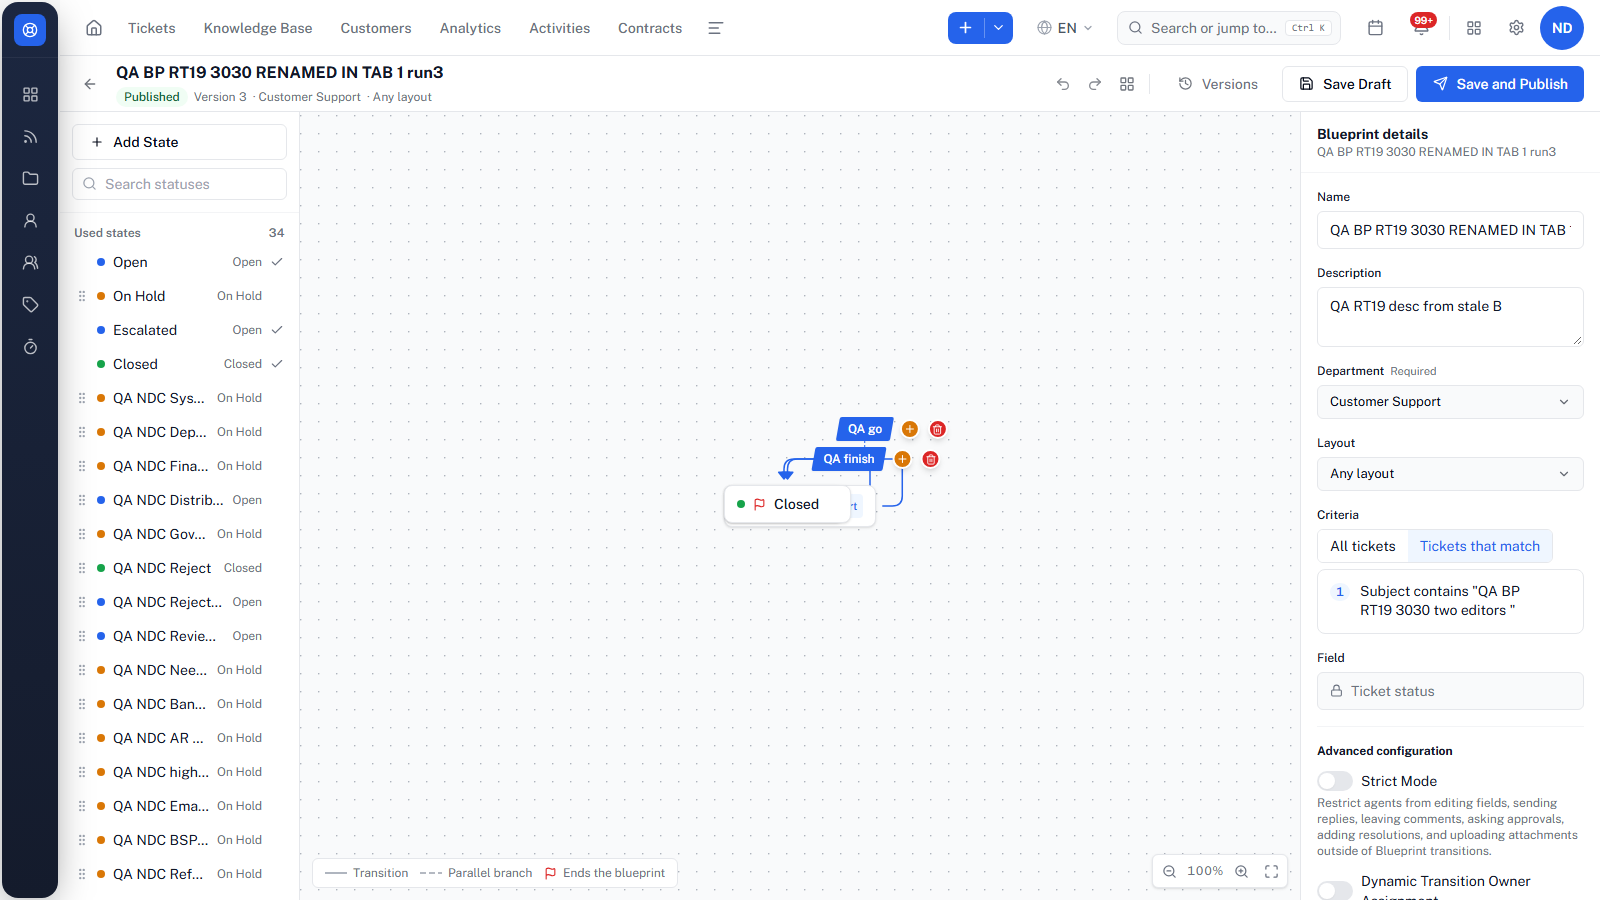 Tickets
Knowledge Base
Customers
Analytics
Activities
Contracts
EN
Search or jump to...
Ctrl K
99+
ND
QA BP RT19 3030 RENAMED IN TAB 1 run3
Published
Version 3 · Customer Support · Any layout
Versions
Save Draft
Save and Publish
Add State
Search statuses
Used states 34
Open Open
On Hold On Hold
Escalated Open
Closed Closed
QA NDC Sys... On Hold
QA NDC Dep... On Hold
QA NDC Fina... On Hold
QA NDC Distrib... Open
QA NDC Gov... On Hold
QA NDC Reject Closed
QA NDC Reject... Open
QA NDC Revie... Open
QA NDC Nee... On Hold
QA NDC Ban... On Hold
QA NDC AR ... On Hold
QA NDC high... On Hold
QA NDC Ema... On Hold
QA NDC BSP... On Hold
QA NDC Ref... On Hold
QA go
QA finish
Closed
Transition
Parallel branch
Ends the blueprint
100%
Blueprint details
QA BP RT19 3030 RENAMED IN TAB 1 run3
Name
QA BP RT19 3030 RENAMED IN TAB
Description
QA RT19 desc from stale B
Department Required
Customer Support
Layout
Any layout
Criteria
All tickets
Tickets that match
1
Subject contains "QA BP
RT19 3030 two editors "
Field
Ticket status
Advanced configuration
Strict Mode
Restrict agents from editing fields, sending
replies, leaving comments, asking approvals,
adding resolutions, and uploading attachments
outside of Blueprint transitions.
Dynamic Transition Owner